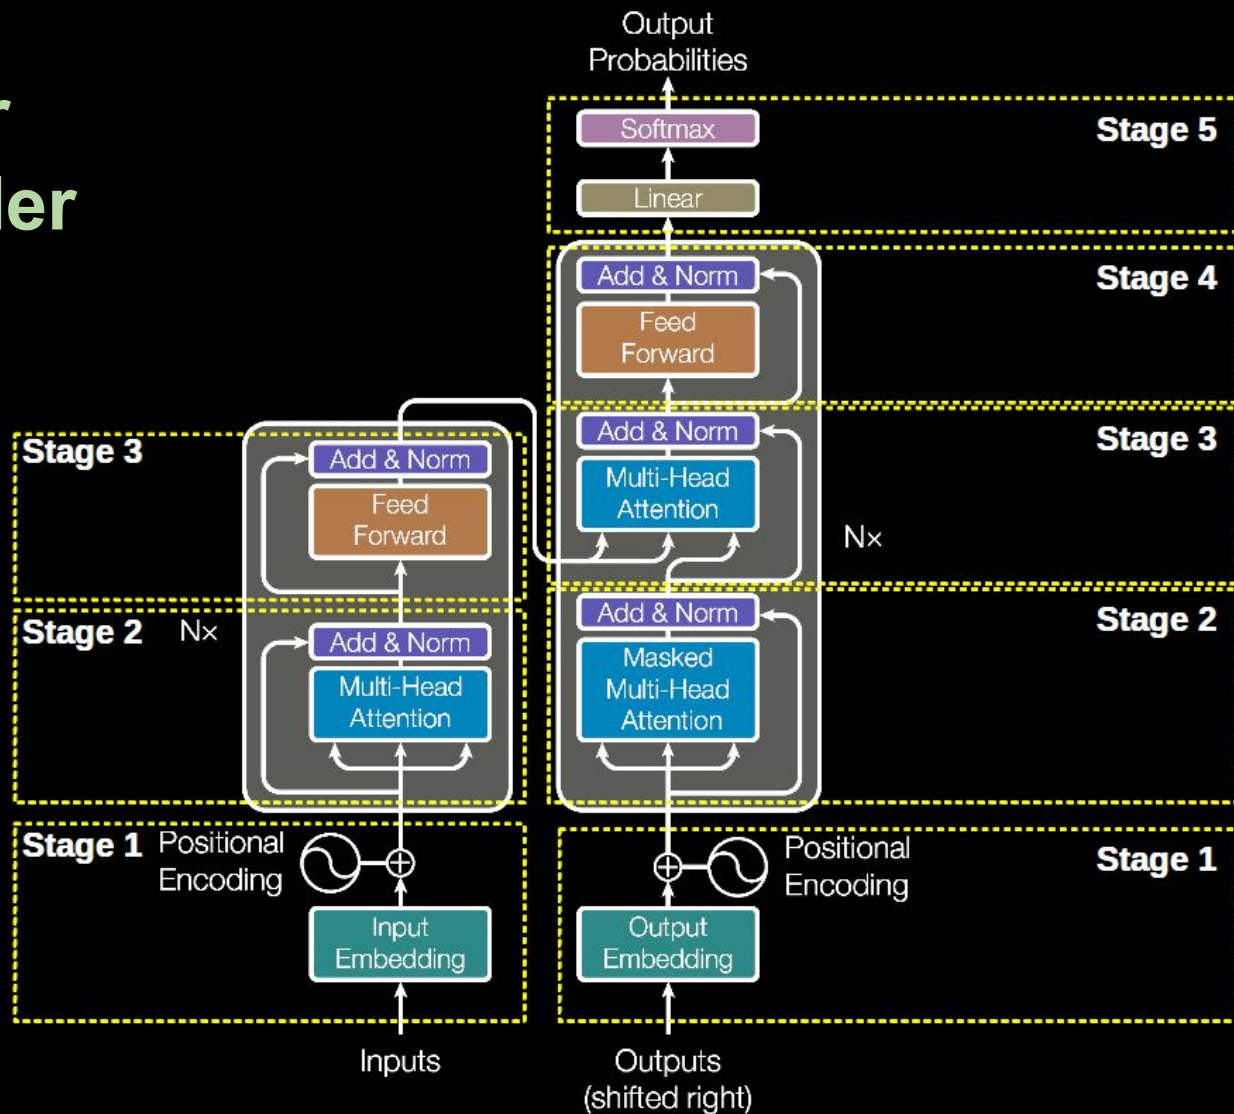 Output
Probabilities
Softmax
Stage 5
Linear
Add & Norm
Stage 4
Feed
Forward
Add & Norm
Stage 3
Multi-Head
Attention
Nx
Add & Norm
Stage 2
Masked
Multi-Head
Attention
Stage 3
Add & Norm
Feed
Forward
Stage 2
Nx
Add & Norm
Multi-Head
Attention
Stage 1
Positional
Encoding
Input
Embedding
Inputs
Positional
Encoding
Stage 1
Output
Embedding
Outputs
(shifted right)